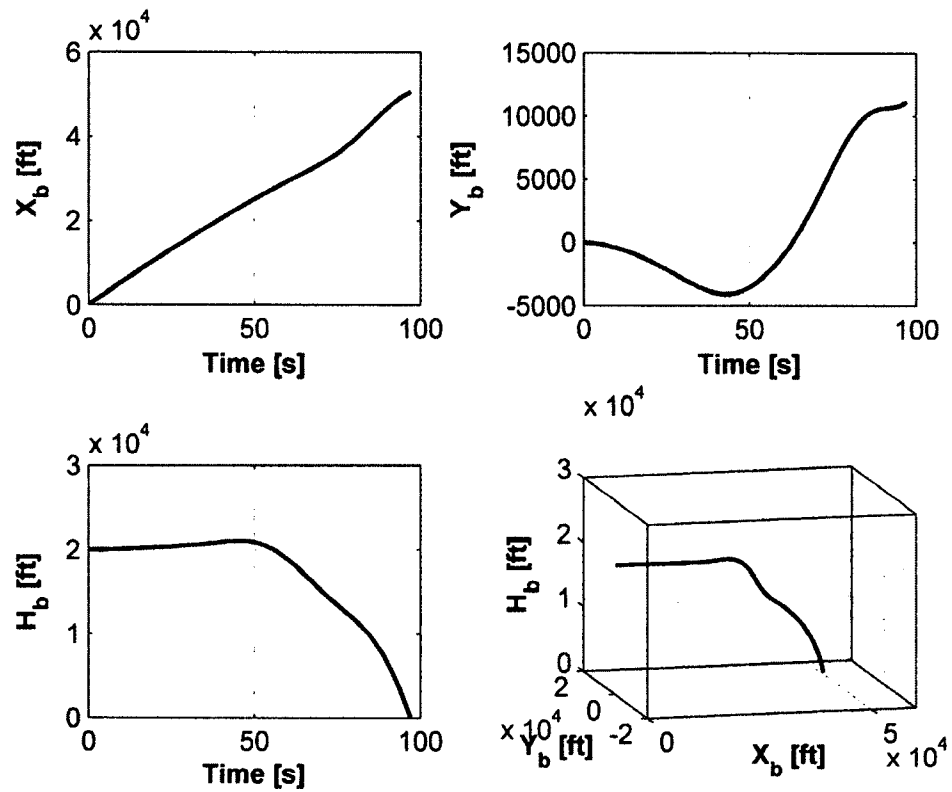 x 10^4
6
4
2
0
X_b [ft]
0 50 100
Time [s]
15000
10000
5000
0
-5000
Y_b [ft]
0 50 100
Time [s]
x 10^4
3
2
1
0
H_b [ft]
0 50 100
Time [s]
x 10^4
3
2
1
0
H_b [ft]
2
0
-2
x 10^4
Y_b [ft]
0
5
X_b [ft]
x 10^4